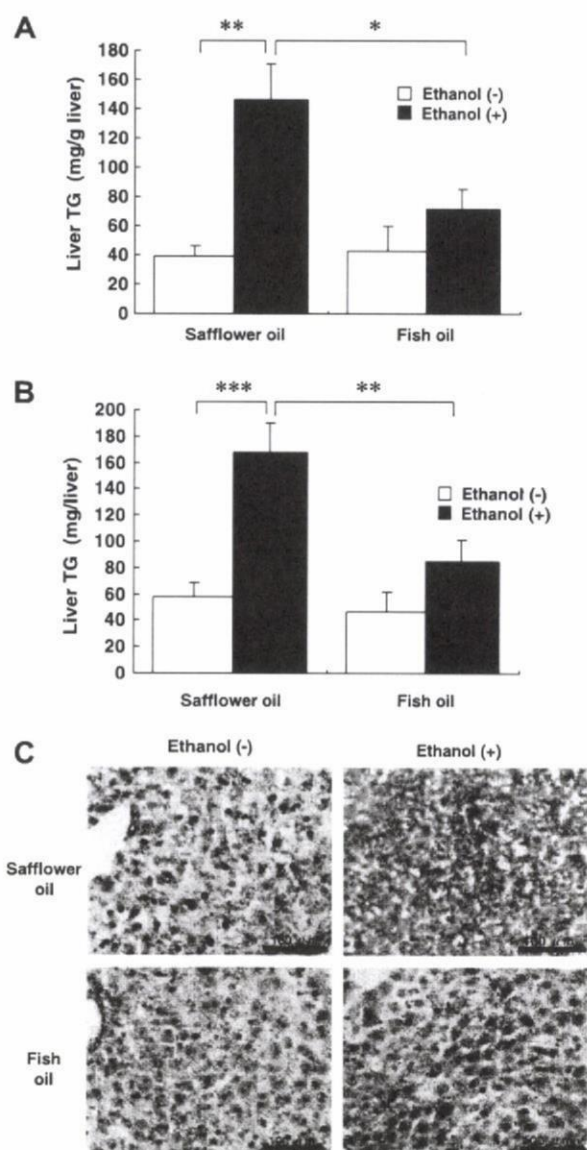 A
** *
180
160
140
120
100
80
60
40
20
0
Liver TG (mg/g liver)
Ethanol (-)
Ethanol (+)
Safflower oil Fish oil
B
*** **
200
180
160
140
120
100
80
60
40
20
0
Liver TG (mg/liver)
Ethanol (-)
Ethanol (+)
Safflower oil Fish oil
C
Ethanol (-) Ethanol (+)
Safflower
oil
Fish
oil